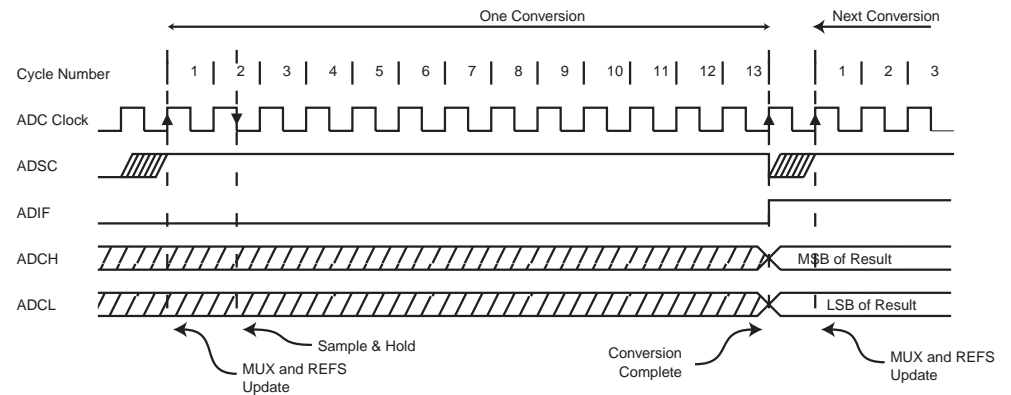 One Conversion
Next Conversion
Cycle Number 1 2 3 4 5 6 7 8 9 10 11 12 13 1 2 3
ADC Clock
ADSC
ADIF
ADCH MSB of Result
ADCL LSB of Result
Sample & Hold
MUX and REFS
Update
Conversion
Complete
MUX and REFS
Update